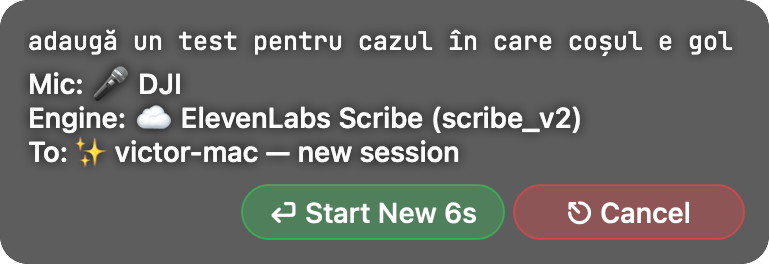 adaugă un test pentru cazul în care coșul e gol
Mic: 🎤 DJI
Engine: ☁️ ElevenLabs Scribe (scribe_v2)
To: ✨ victor-mac — new session
↩ Start New 6s
⎋ Cancel